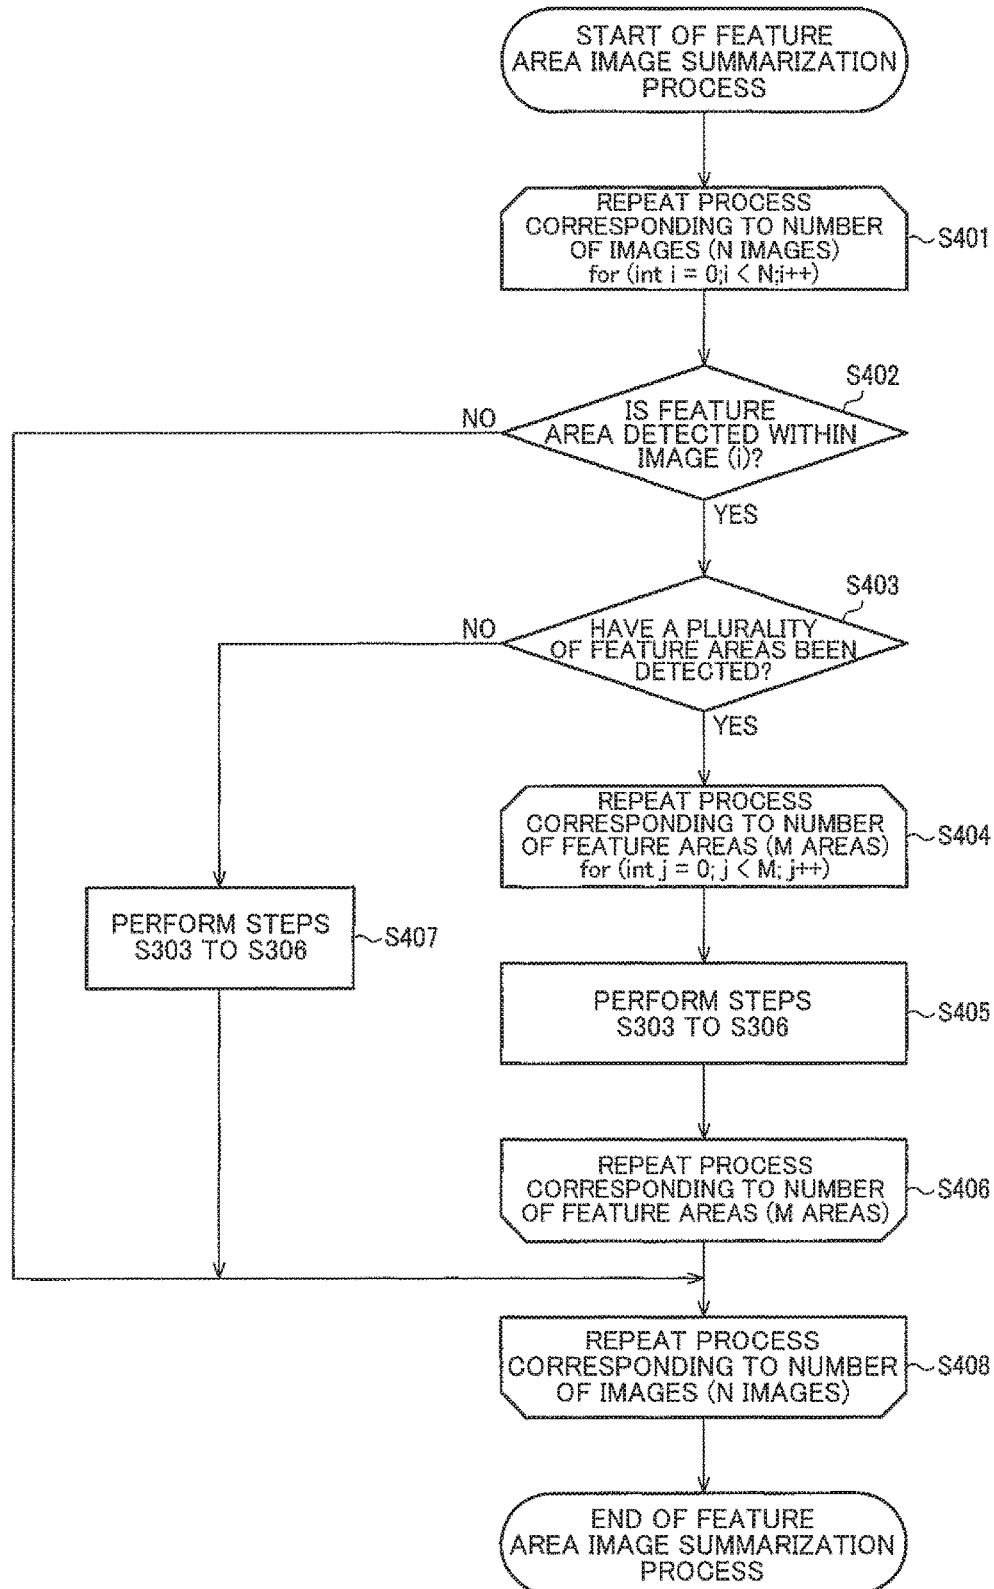 START OF FEATURE
AREA IMAGE SUMMARIZATION
PROCESS
REPEAT PROCESS
CORRESPONDING TO NUMBER
OF IMAGES (N IMAGES)
for (int i = 0;i < N;i++)
S401
S402
IS FEATURE
AREA DETECTED WITHIN
IMAGE (i)?
NO
YES
S403
HAVE A PLURALITY
OF FEATURE AREAS BEEN
DETECTED?
NO
YES
REPEAT PROCESS
CORRESPONDING TO NUMBER
OF FEATURE AREAS (M AREAS)
for (int j = 0; j < M; j++)
S404
PERFORM STEPS
S303 TO S306
S407
PERFORM STEPS
S303 TO S306
S405
REPEAT PROCESS
CORRESPONDING TO NUMBER
OF FEATURE AREAS (M AREAS)
S406
REPEAT PROCESS
CORRESPONDING TO NUMBER
OF IMAGES (N IMAGES)
S408
END OF FEATURE
AREA IMAGE SUMMARIZATION
PROCESS